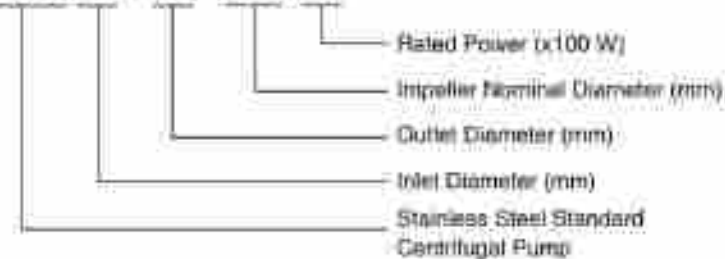 Rated Power (x100 W)
Impeller Nominal Diameter (mm)
Outlet Diameter (mm)
Inlet Diameter (mm)
Stainless Steel Standard
Centrifugal Pump